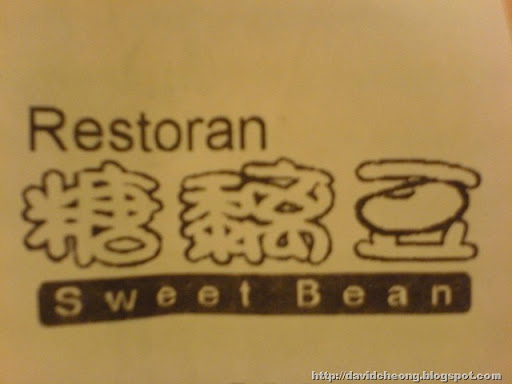 Restoran
糖黐豆
Sweet Bean
http://davidcheong.blogspot.com